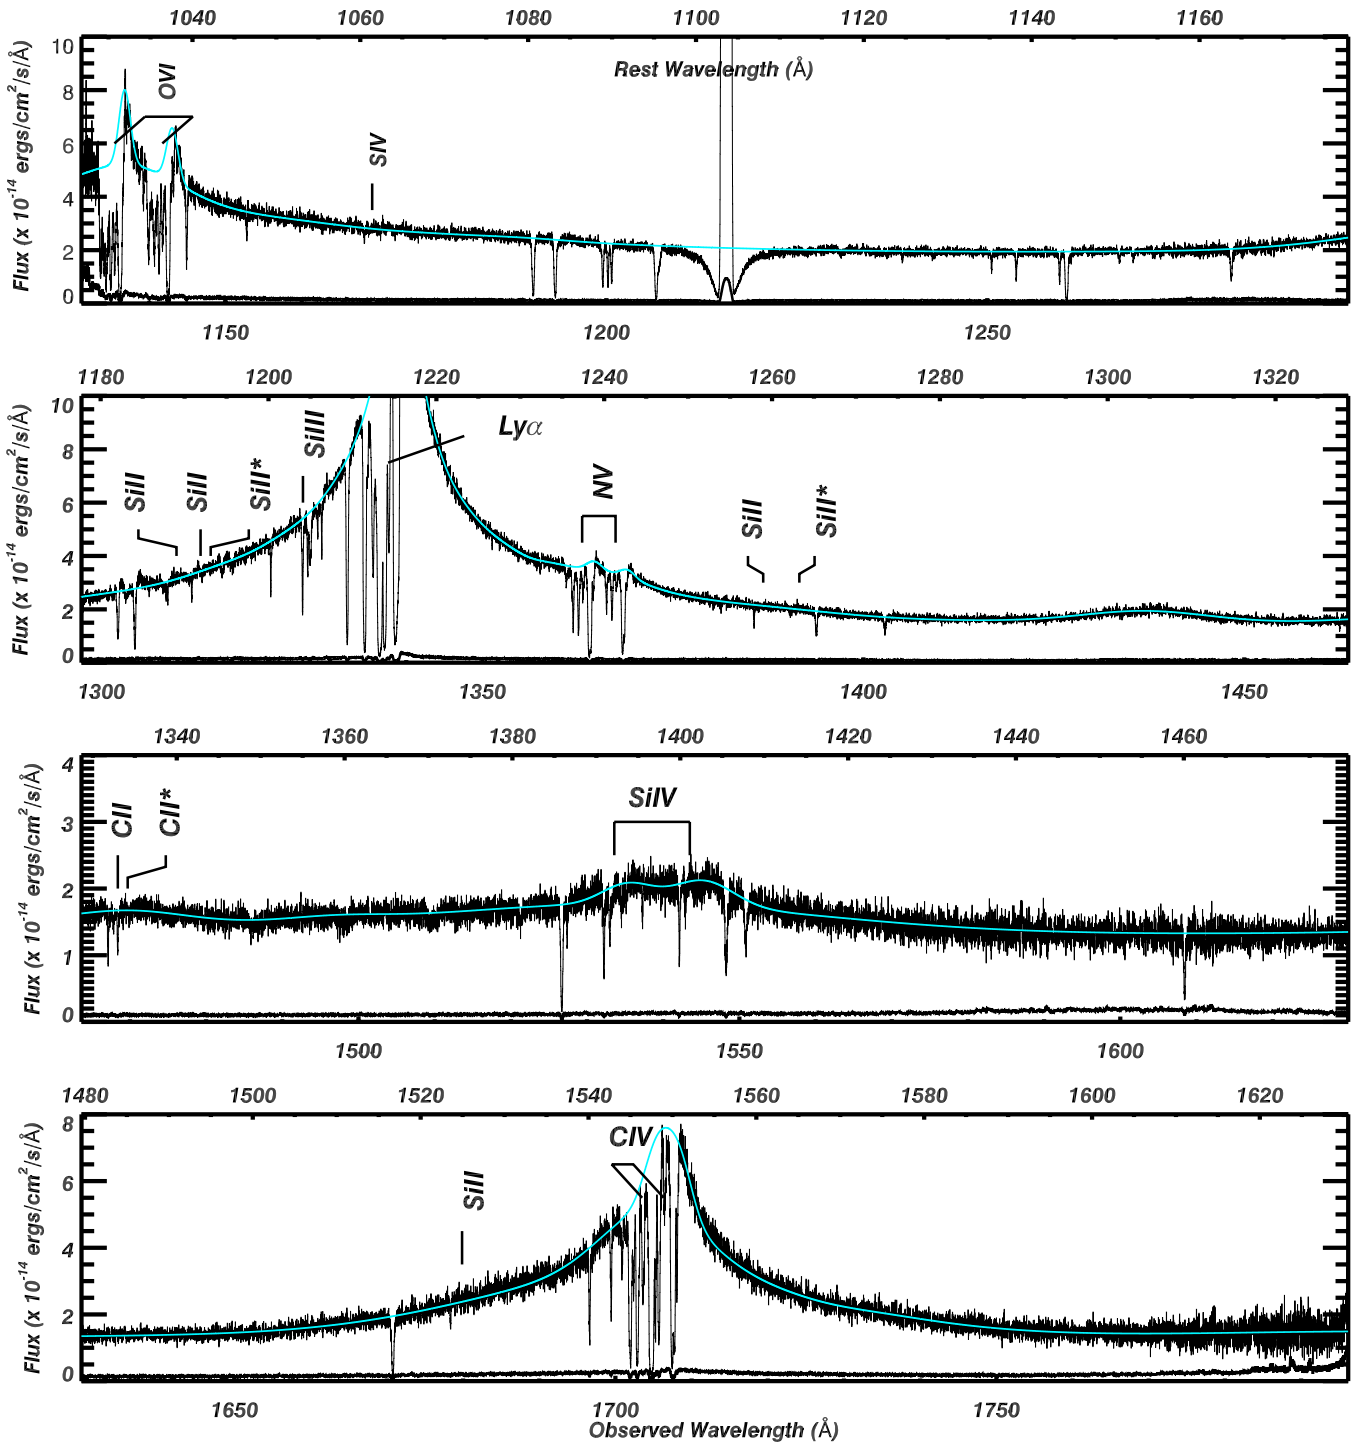 1040 1060 1080 1100 1120 1140 1160
Rest Wavelength (Å)
OVI
SIV
10
8
6
4
2
0
Flux (x 10-14 ergs/cm2/s/Å)
1150 1200 1250
1180 1200 1220 1240 1260 1280 1300 1320
SiII SiII SiII* SiIII Lyα NV SiII SiII*
10
8
6
4
2
0
Flux (x 10-14 ergs/cm2/s/Å)
1300 1350 1400 1450
1340 1360 1380 1400 1420 1440 1460
CII CII* SiIV
4
3
2
1
0
Flux (x 10-14 ergs/cm2/s/Å)
1500 1550 1600
1480 1500 1520 1540 1560 1580 1600 1620
SiII CIV
8
6
4
2
0
Flux (x 10-14 ergs/cm2/s/Å)
1650 1700 1750
Observed Wavelength (Å)